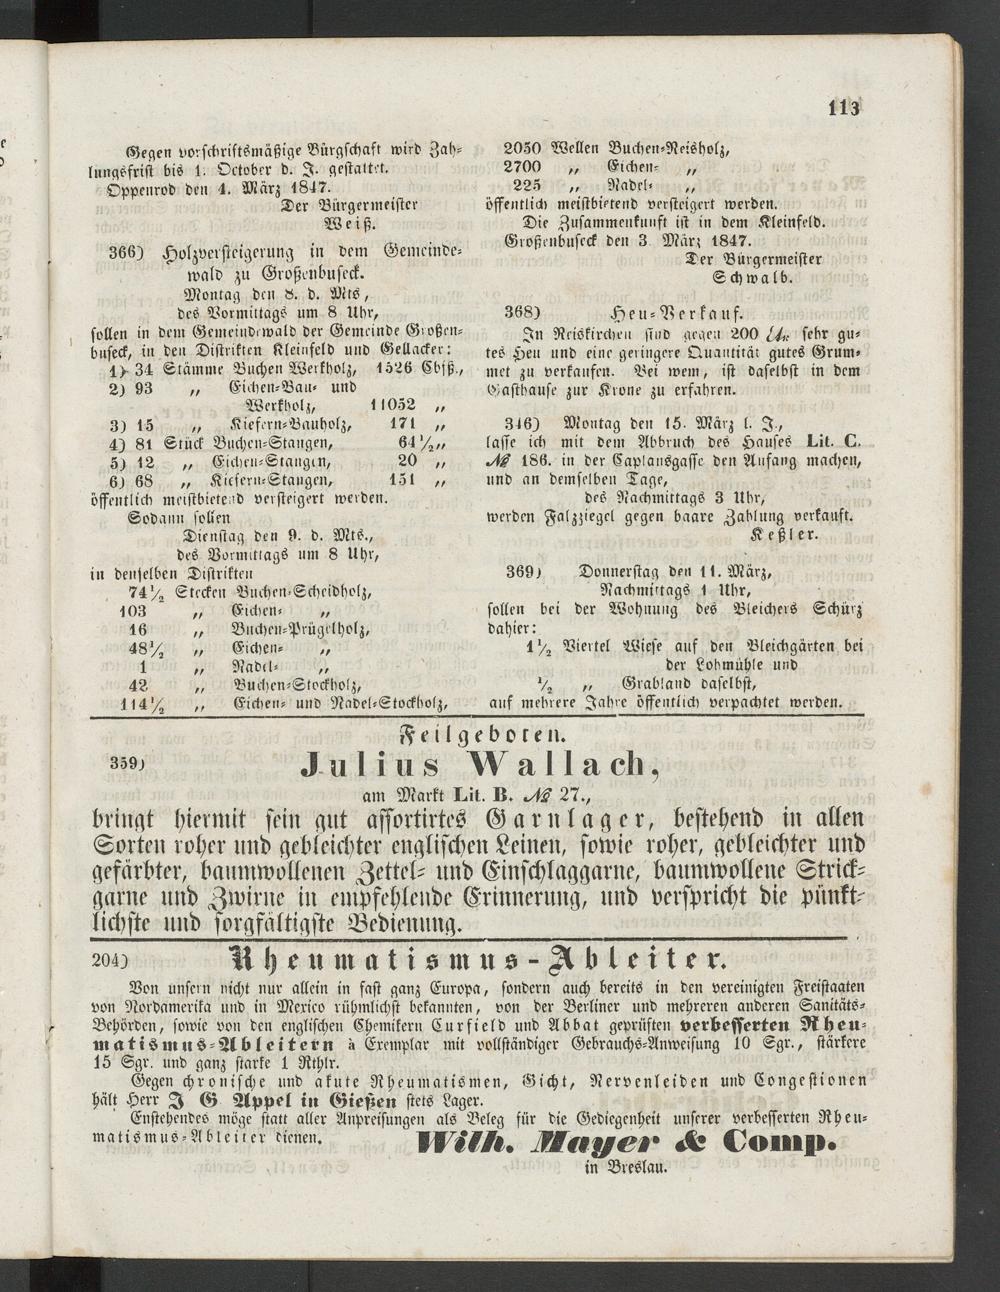 113
Gegen vorschriftsmäßige Bürgschaft wird Zah-
lungsfrist bis 1. October d. J. gestattet.
Oppenrod den 4. März 1847.
Der Bürgermeister
Weiß.
366) Holzversteigerung in dem Gemeinde-
wald zu Großenbuseck.
Montag den 8. d. Mts,
des Vormittags um 8 Uhr,
sollen in dem Gemeindewald der Gemeinde Großen-
buseck, in den Distrikten Kleinfeld und Gellacker:
1) 34 Stämme Buchen Werkholz, 1526 Cbfß.,
2) 93 „ Eichen-Bau- und
Werkholz, 11052 „
3) 15 „ Kiefern-Bauholz, 171 „
4) 81 Stück Buchen-Stangen, 64½ „
5) 12 „ Eichen-Stangen, 20 „
6) 68 „ Kiefern-Stangen, 151 „
öffentlich meistbietend versteigert werden.
Sodann sollen
Dienstag den 9. d. Mts.,
des Vormittags um 8 Uhr,
in denselben Distrikten
74½ Stecken Buchen-Scheidholz,
103 „ Eichen- „
16 „ Buchen-Prügelholz,
48½ „ Eichen- „
1 „ Nadel- „
42 „ Buchen-Stockholz,
114½ „ Eichen- und Nadel-Stockholz,
2050 Wellen Buchen-Reisholz,
2700 „ Eichen- „
225 „ Nadel- „
öffentlich meistbietend versteigert werden.
Die Zusammenkunft ist in dem Kleinfeld.
Großenbuseck den 3 März 1847.
Der Bürgermeister
Schwalb.
368) Heu-Verkauf.
In Reiskirchen sind gegen 200 Ctr. sehr gu-
tes Heu und eine geringere Quantität gutes Grum-
met zu verkaufen. Bei wem, ist daselbst in dem
Gasthause zur Krone zu erfahren.
346) Montag den 15. März l. J.,
lasse ich mit dem Abbruch des Hauses Lit. C.
№ 186. in der Caplansgasse den Anfang machen,
und an demselben Tage,
des Nachmittags 3 Uhr,
werden Falzziegel gegen baare Zahlung verkauft.
Keßler.
369) Donnerstag den 11. März,
Nachmittags 1 Uhr,
sollen bei der Wohnung des Bleichers Schürz
dahier:
1½ Viertel Wiese auf den Bleichgärten bei
der Lohmühle und
½ „ Grabland daselbst,
auf mehrere Jahre öffentlich verpachtet werden.
Feilgeboten.
359) Julius Wallach,
am Markt Lit. B. № 27.,
bringt hiermit sein gut assortirtes Garnlager, bestehend in allen
Sorten roher und gebleichter englischen Leinen, sowie roher, gebleichter und
gefärbter, baumwollenen Zettel- und Einschlaggarne, baumwollene Strick-
garne und Zwirne in empfehlende Erinnerung, und verspricht die pünkt-
lichste und sorgfältigste Bedienung.
204) Rheumatismus-Ableiter.
Von unsern nicht nur allein in fast ganz Europa, sondern auch bereits in den vereinigten Freistaaten
von Nordamerika und in Mexico rühmlichst bekannten, von der Berliner und mehreren anderen Sanitäts-
Behörden, sowie von den englischen Chemikern Curfield und Abbat geprüften verbesserten Rheu-
matismus-Ableitern à Exemplar mit vollständiger Gebrauchs-Anweisung 10 Sgr., stärkere
15 Sgr. und ganz starke 1 Rthlr.
Gegen chronische und akute Rheumatismen, Gicht, Nervenleiden und Congestionen
hält Herr J G. Appel in Gießen stets Lager.
Enstehendes möge statt aller Anpreisungen als Beleg für die Gediegenheit unserer verbesserten Rheu-
matismus-Ableiter dienen.
Wilh. Mayer & Comp.
in Breslau.